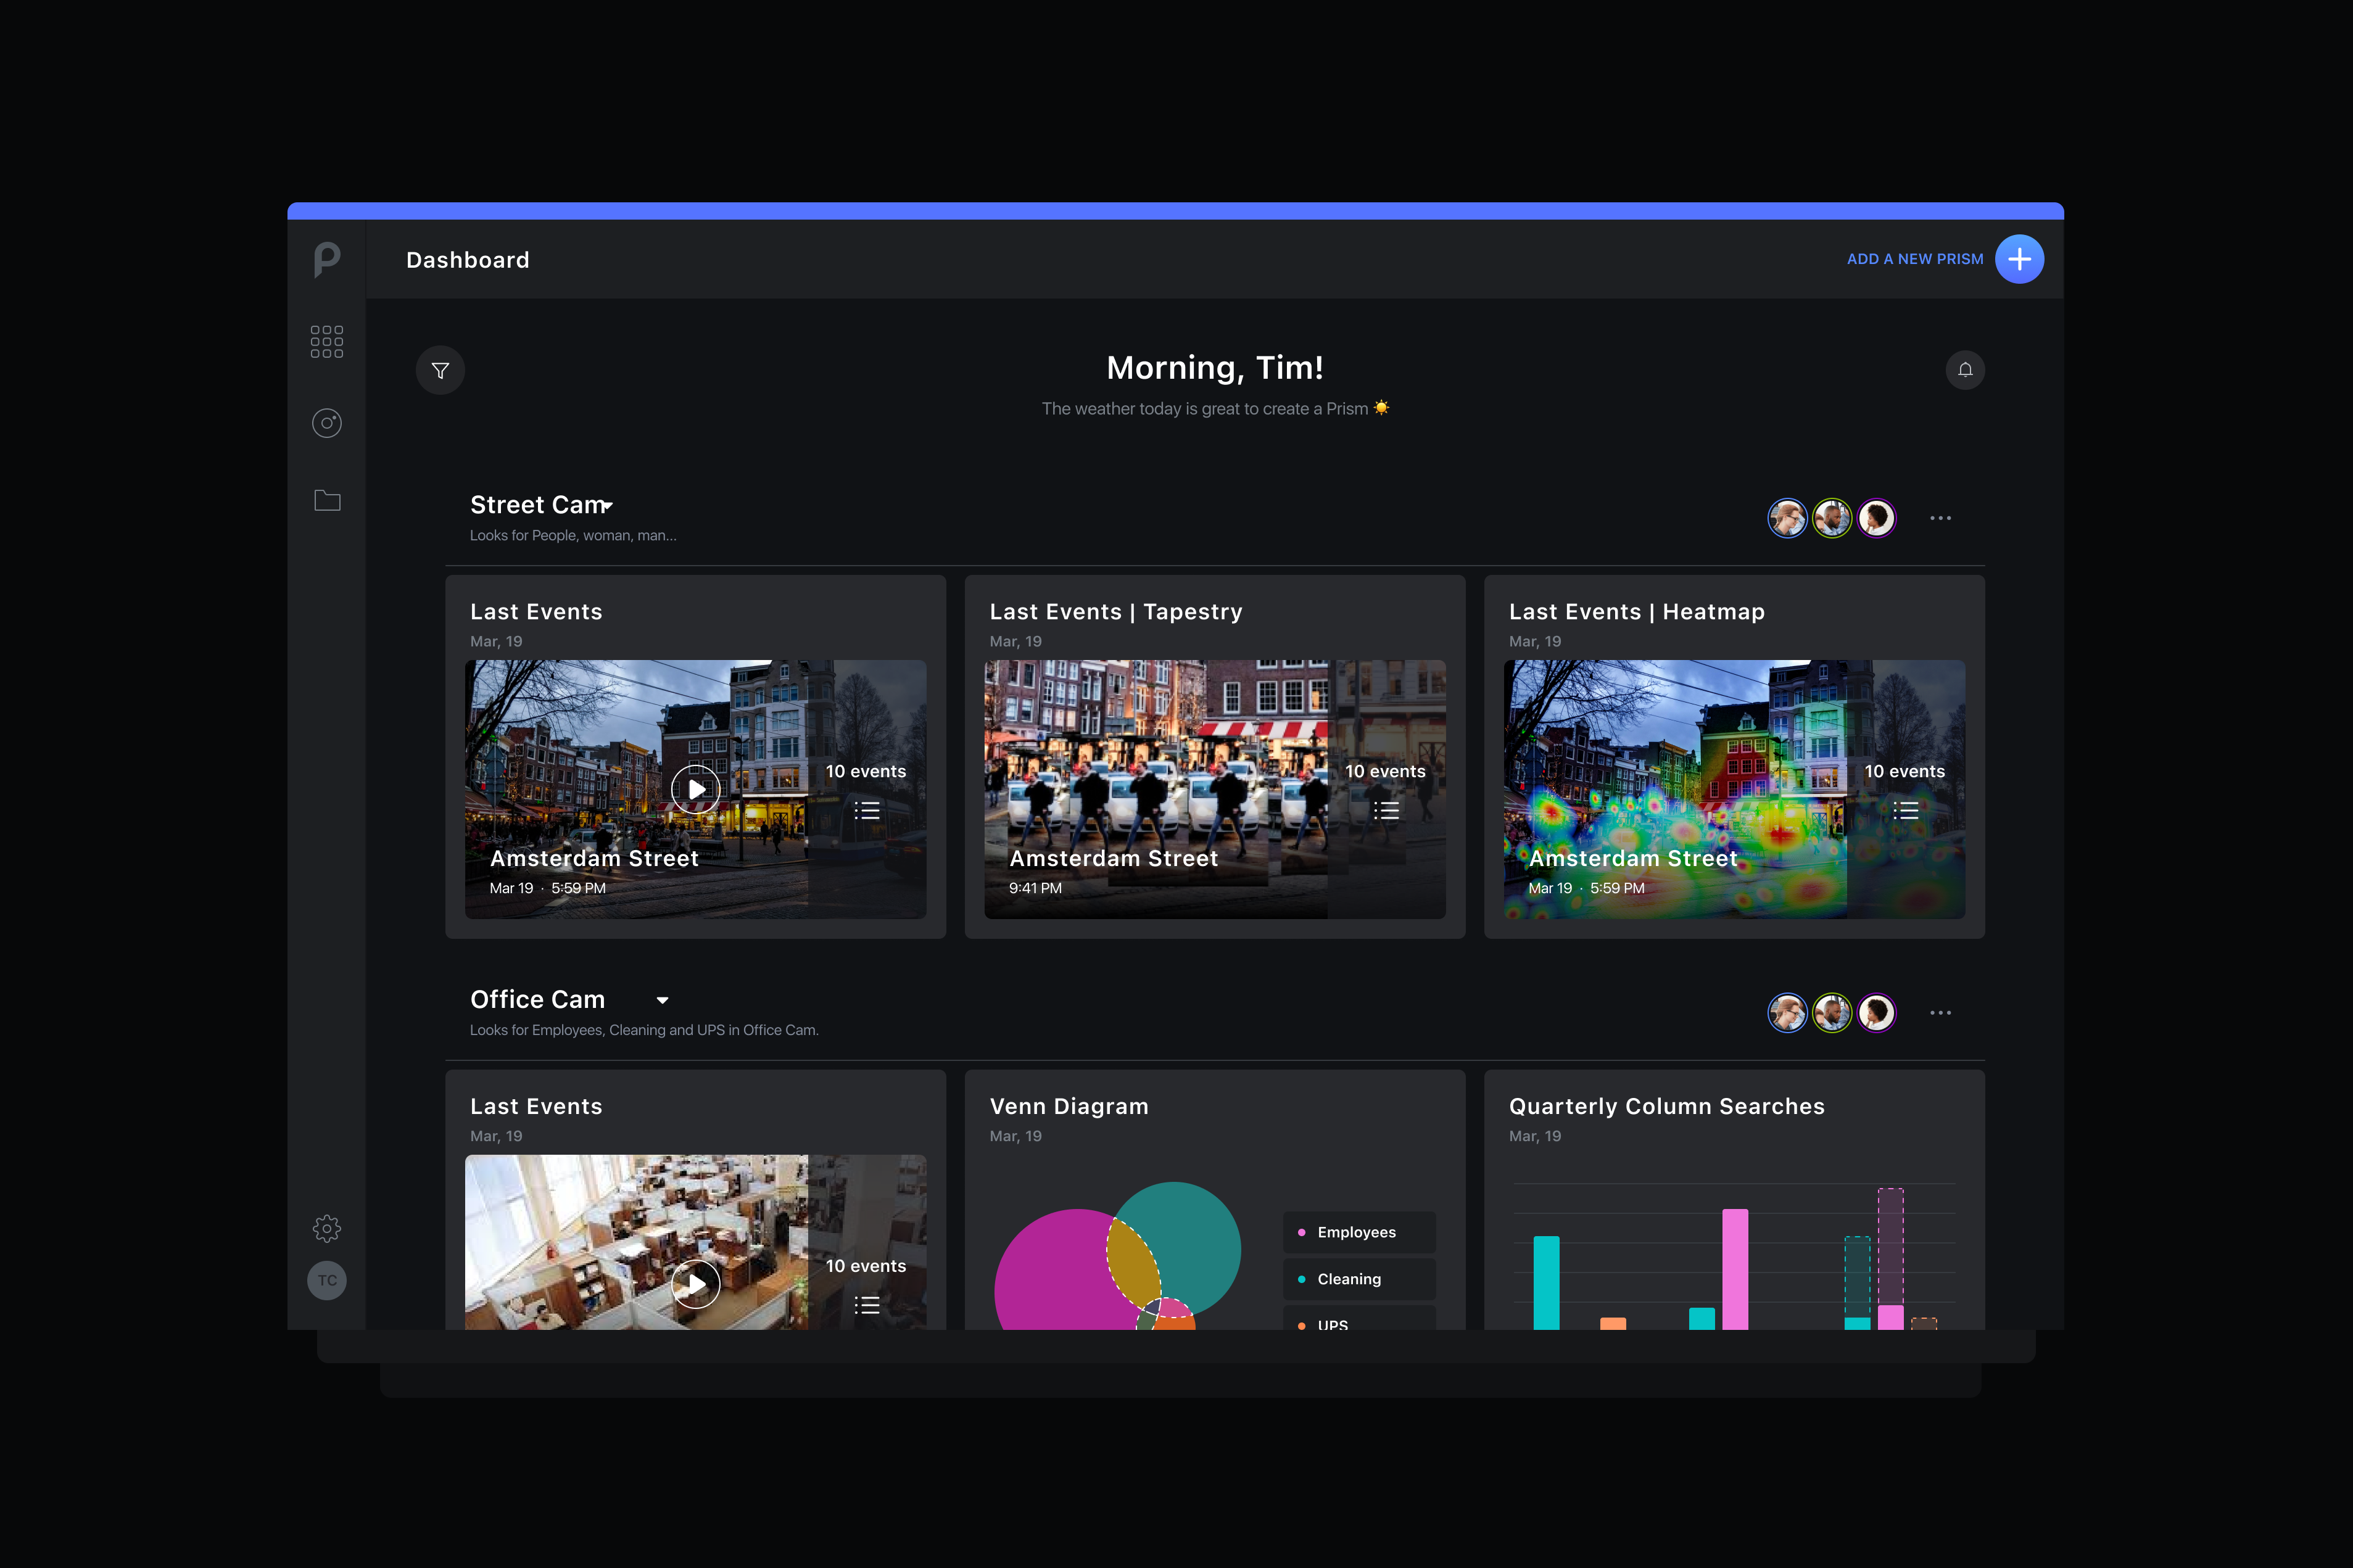 Dashboard
ADD A NEW PRISM
Morning, Tim!
The weather today is great to create a Prism ☀️
Street Cam
Looks for People, woman, man...
Last Events
Mar, 19
10 events
Amsterdam Street
Mar 19 · 5:59 PM
Last Events | Tapestry
Mar, 19
10 events
Amsterdam Street
9:41 PM
Last Events | Heatmap
Mar, 19
10 events
Amsterdam Street
Mar 19 · 5:59 PM
Office Cam
Looks for Employees, Cleaning and UPS in Office Cam.
Last Events
Mar, 19
10 events
Venn Diagram
Mar, 19
Employees
Cleaning
UPS
Quarterly Column Searches
Mar, 19
TC